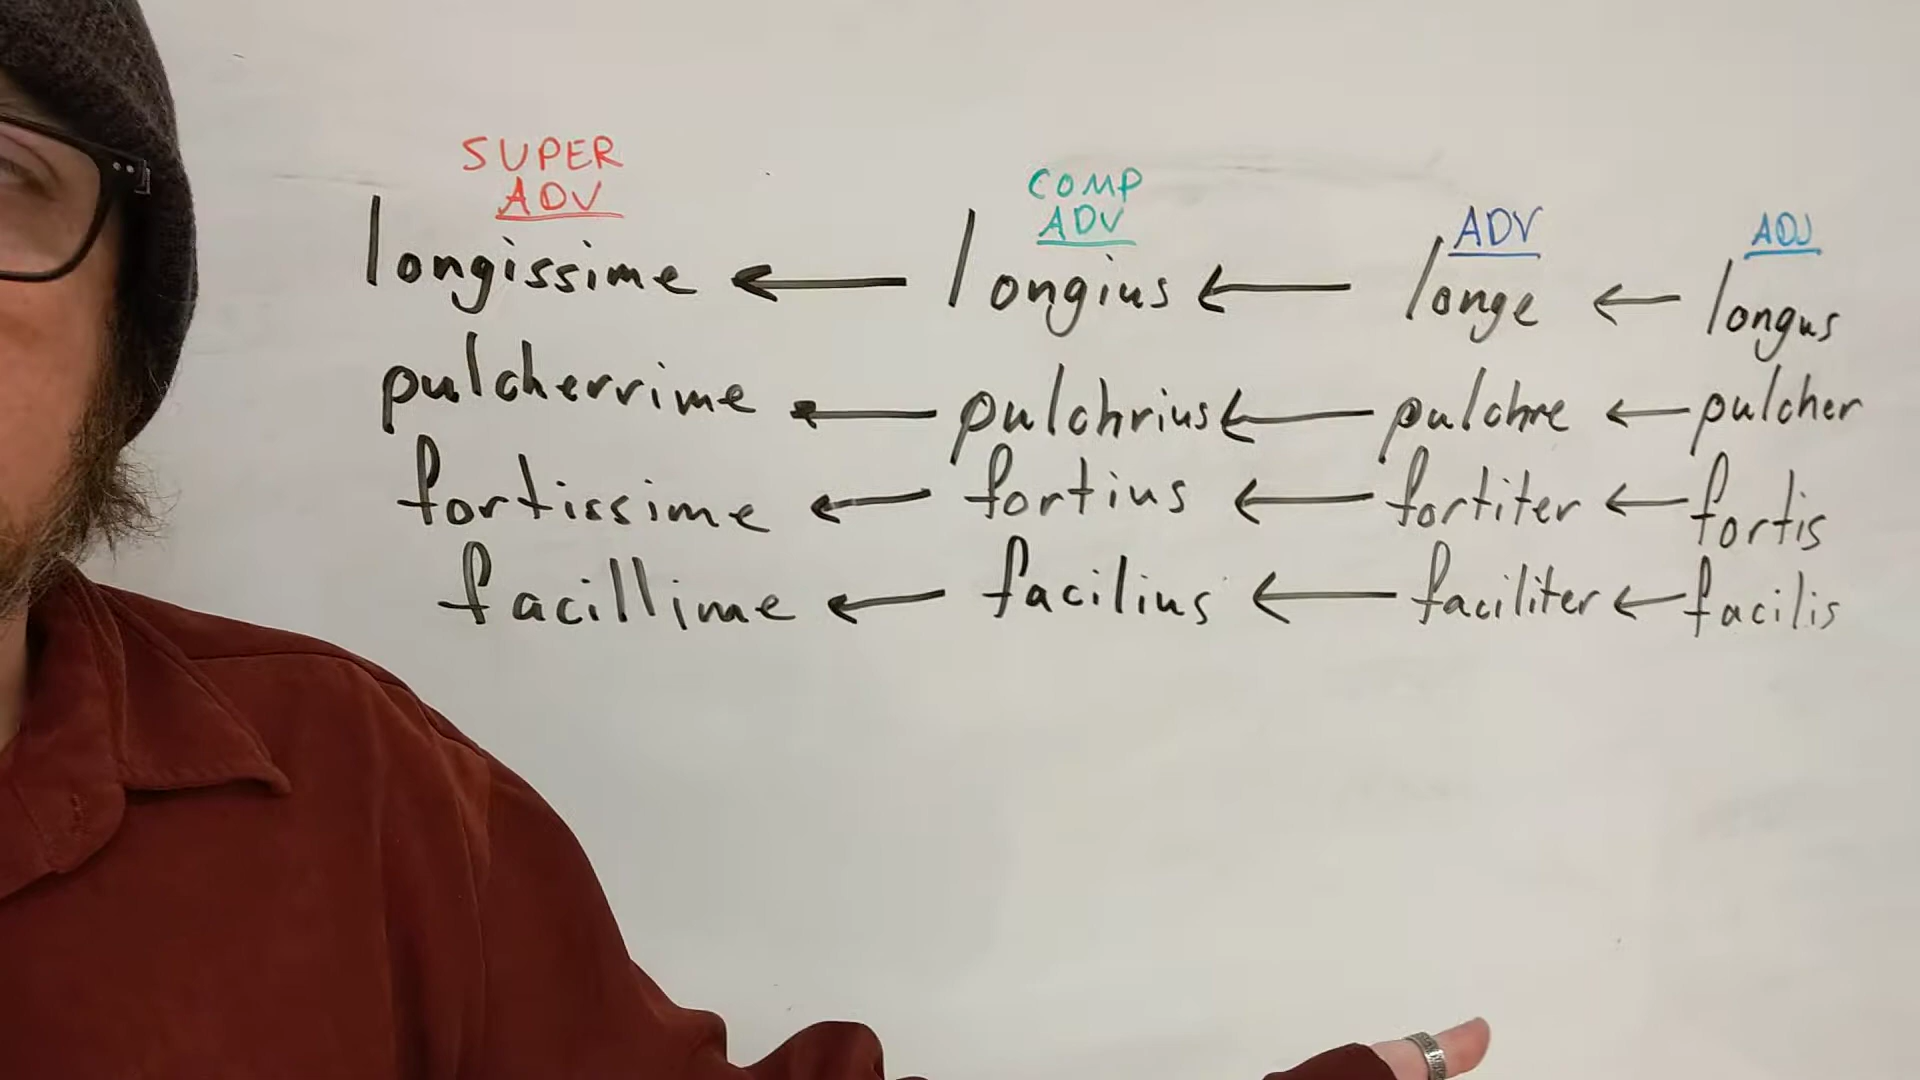 SUPER ADV COMP ADV ADV ADJ
longissime ← longius ← longe ← longus
pulcherrime ← pulchrius ← pulchre ← pulcher
fortissime ← fortius ← fortiter ← fortis
facillime ← facilius ← faciliter ← facilis